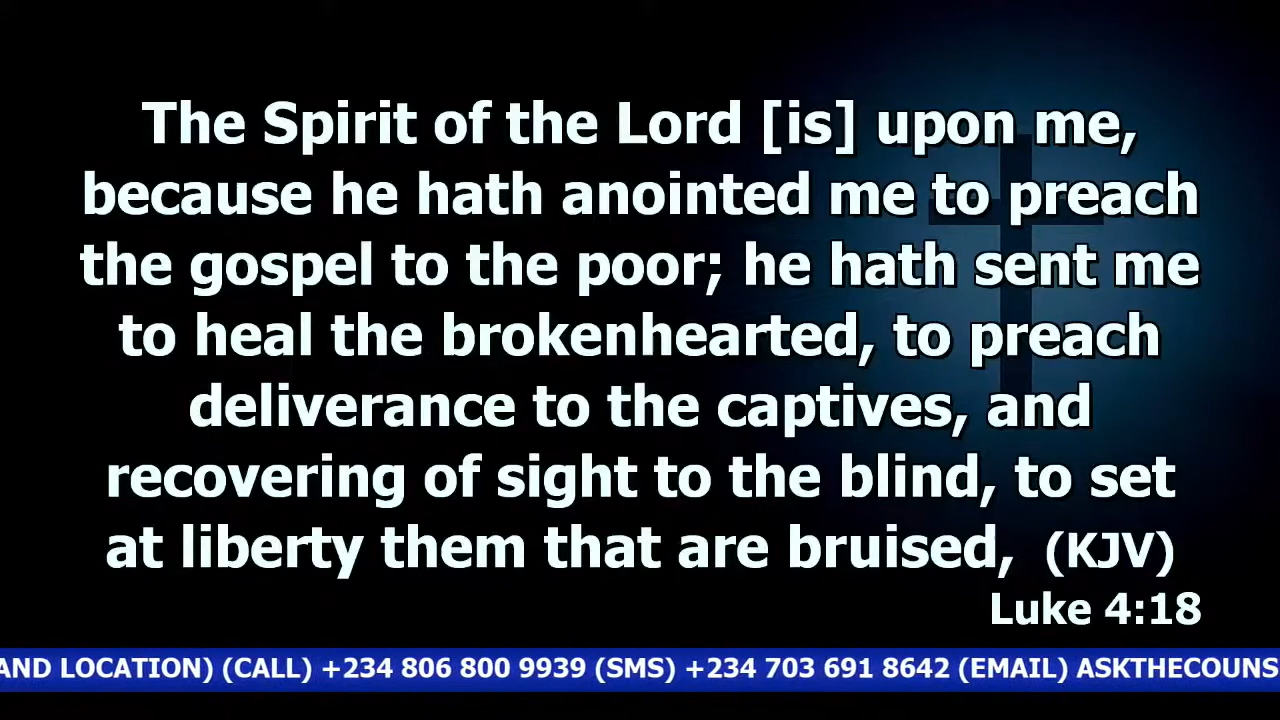 The Spirit of the Lord [is] upon me,
because he hath anointed me to preach
the gospel to the poor; he hath sent me
to heal the brokenhearted, to preach
deliverance to the captives, and
recovering of sight to the blind, to set
at liberty them that are bruised, (KJV)
Luke 4:18
AND LOCATION) (CALL) +234 806 800 9939 (SMS) +234 703 691 8642 (EMAIL) ASKTHECOUNS